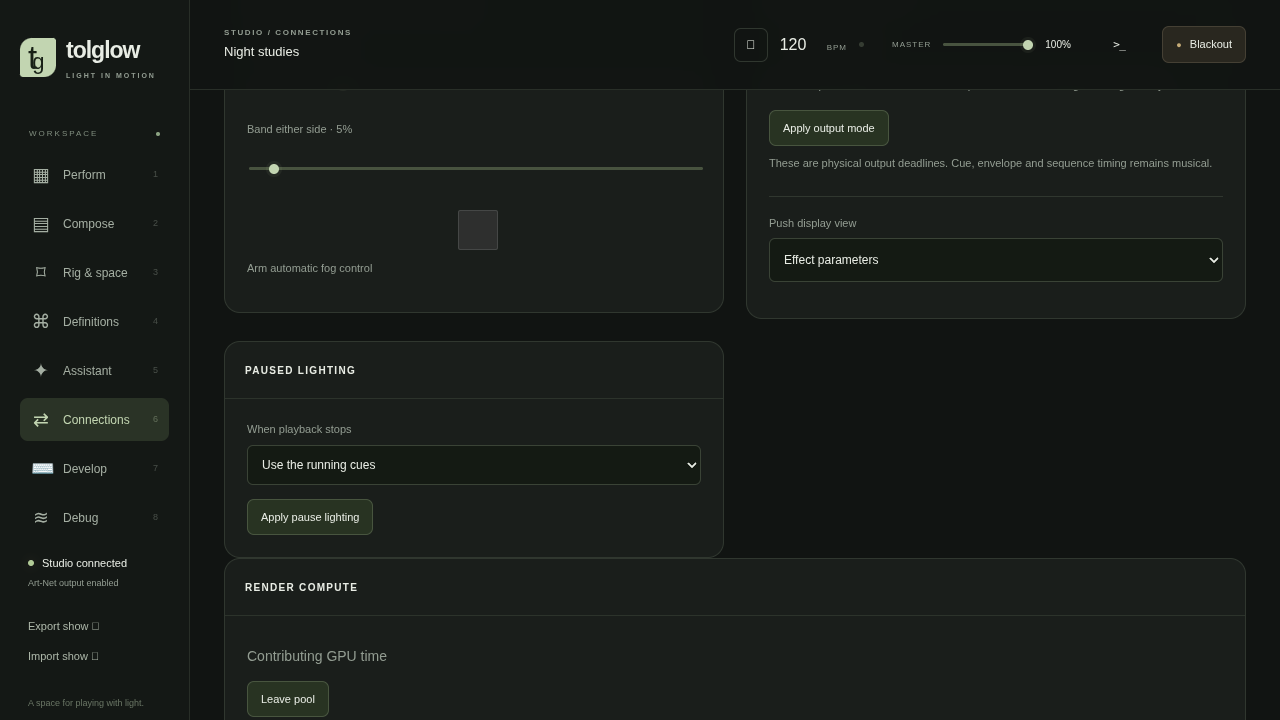 tg tolglow
LIGHT IN MOTION
WORKSPACE
Perform 1
Compose 2
Rig & space 3
Definitions 4
Assistant 5
Connections 6
Develop 7
Debug 8
Studio connected
Art-Net output enabled
Export show
Import show
A space for playing with light.
STUDIO / CONNECTIONS
Night studies
120 BPM
MASTER 100%
>_
Blackout
Band either side · 5%
Arm automatic fog control
Apply output mode
These are physical output deadlines. Cue, envelope and sequence timing remains musical.
Push display view
Effect parameters
PAUSED LIGHTING
When playback stops
Use the running cues
Apply pause lighting
RENDER COMPUTE
Contributing GPU time
Leave pool